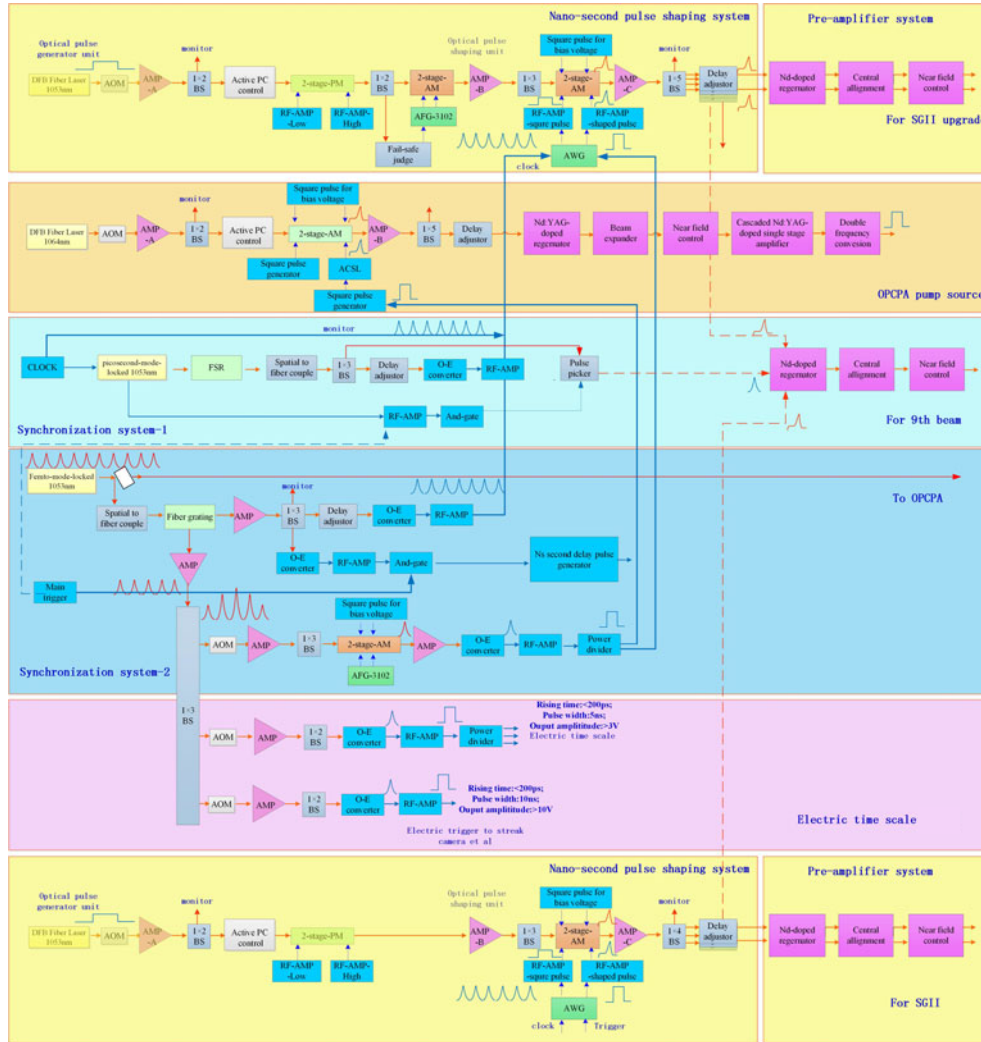 Nano-second pulse shaping system
Pre-amplifier system
Optical pulse
generator unit
monitor
Optical pulse
shaping unit
Square pulse for
bias voltage
monitor
DFB Fiber Laser
1053nm
AOM
AMP
-A
1×2
BS
Active PC
control
2-stage-PM
1×2
BS
2-stage-
AM
AMP
-B
1×3
BS
2-stage-
AM
AMP
-C
1×5
BS
Delay
adjustor
Nd-doped
regernator
Central
allignment
Near field
control
RF-AMP
-Low
RF-AMP
-High
AFG-3102
RF-AMP
-squre pulse
RF-AMP
-shaped pulse
Fail-safe
judge
clock
AWG
For SGII upgrade
monitor
Square pulse for
bias voltage
DFB Fiber Laser
1064nm
AOM
AMP
-A
1×2
BS
Active PC
control
2-stage-AM
AMP
-B
1×5
BS
Delay
adjustor
Nd:YAG-
doped
regernator
Beam
expander
Near field
control
Cascaded Nd:YAG-
doped single stage
amplifier
Double
frequency
convesion
Square pulse
generator
ACSL
Square pulse
generator
OPCPA pump source
monitor
CLOCK
picosecond-mode-
locked 1053nm
FSR
Spatial to
fiber couple
1×3
BS
Delay
adjustor
O-E
converter
RF-AMP
Pulse
picker
Nd-doped
regernator
Central
allignment
Near field
control
RF-AMP
And-gate
Synchronization system-1
For 9th beam
Femto-mode-locked
1053nm
To OPCPA
monitor
Spatial to
fiber couple
Fiber grating
AMP
1×3
BS
Delay
adjustor
O-E
converter
RF-AMP
O-E
converter
RF-AMP
And-gate
Ns second delay pulse
generator
AMP
Main
trigger
Square pulse for
bias voltage
AOM
AMP
1×3
BS
2-stage-AM
AMP
O-E
converter
RF-AMP
Power
divider
AFG-3102
Synchronization system-2
1×3
BS
Rising time:<200ps;
Pulse width:5ns;
Ouput amplititude:>3V
Electric time scale
AOM
AMP
1×2
BS
O-E
converter
RF-AMP
Power
divider
Rising time:<200ps;
Pulse width:10ns;
Ouput amplititude:>10V
AOM
AMP
1×2
BS
O-E
converter
RF-AMP
Electric trigger to streak
camera et al
Electric time scale
Nano-second pulse shaping system
Pre-amplifier system
Optical pulse
generator unit
monitor
Optical pulse
shaping unit
Square pulse for
bias voltage
monitor
DFB Fiber Laser
1053nm
AOM
AMP
-A
1×2
BS
Active PC
control
2-stage-PM
AMP
-B
1×3
BS
2-stage-
AM
AMP
-C
1×4
BS
Delay
adjustor
Nd-doped
regernator
Central
allignment
Near field
control
RF-AMP
-Low
RF-AMP-
High
RF-AMP
-squre pulse
RF-AMP
-shaped pulse
AWG
clock
Trigger
For SGII